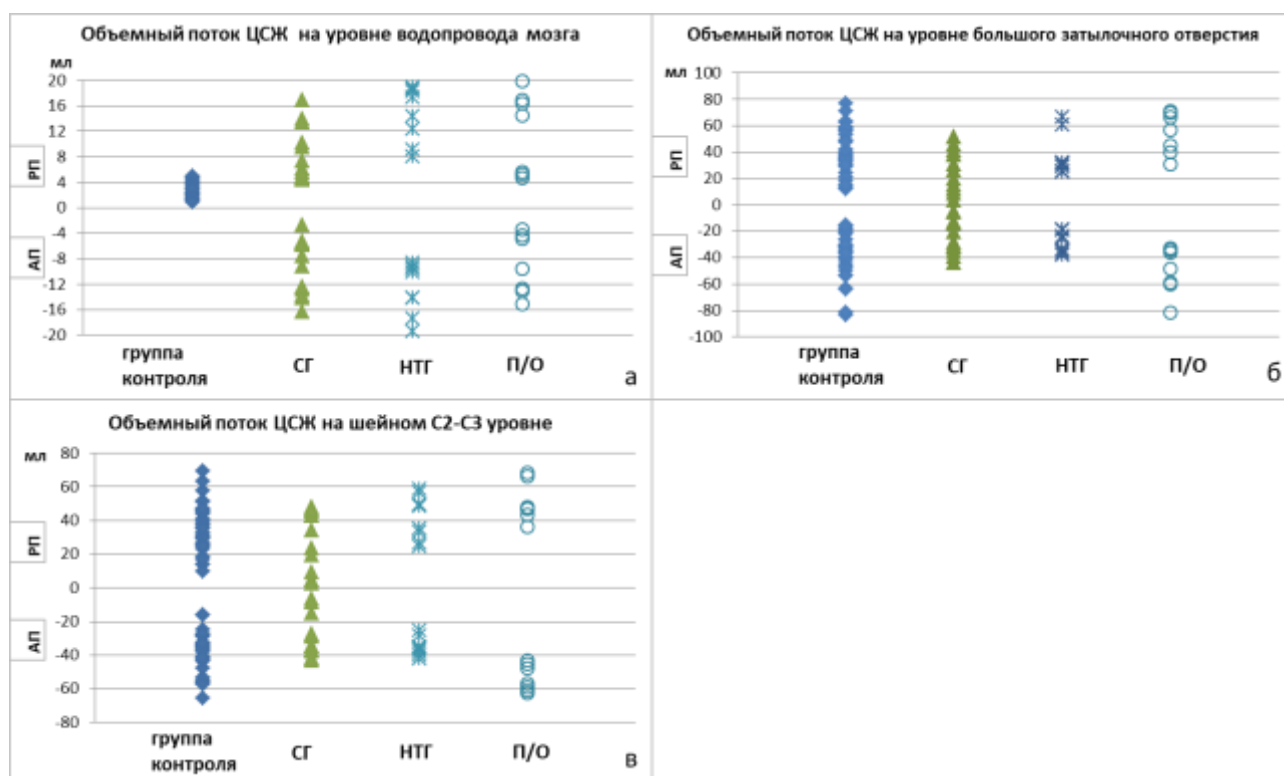 Объемный поток ЦСЖ на уровне водопровода мозга
мл
20
16
12
8
4
0
-4
-8
-12
-16
-20
РП
АП
группа
контроля
СГ
НТГ
П/О
а
Объемный поток ЦСЖ на уровне большого затылочного отверстия
мл
100
80
60
40
20
0
-20
-40
-60
-80
-100
РП
АП
группа
контроля
СГ
НТГ
П/О
б
Объемный поток ЦСЖ на шейном С2-С3 уровне
мл
80
60
40
20
0
-20
-40
-60
-80
РП
АП
группа
контроля
СГ
НТГ
П/О
в